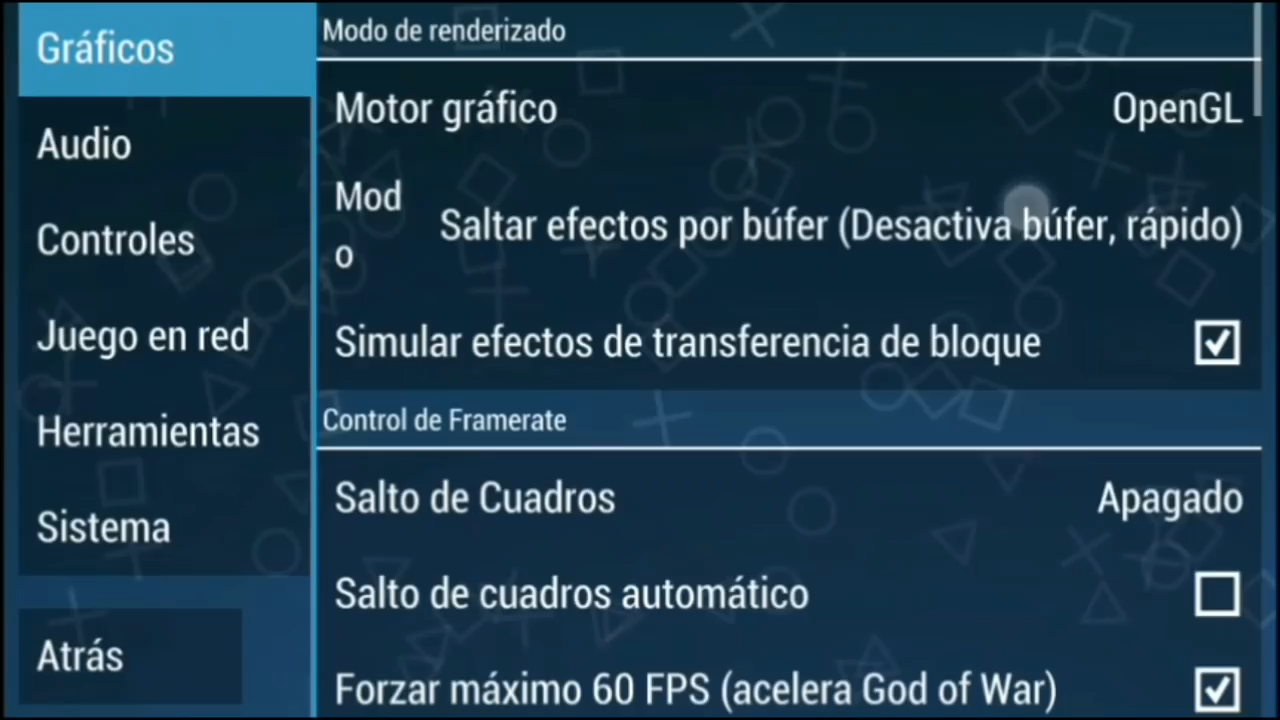 Gráficos
Audio
Controles
Juego en red
Herramientas
Sistema
Atrás
Modo de renderizado
Motor gráfico OpenGL
Mod
o
Saltar efectos por búfer (Desactiva búfer, rápido)
Simular efectos de transferencia de bloque
Control de Framerate
Salto de Cuadros Apagado
Salto de cuadros automático
Forzar máximo 60 FPS (acelera God of War)